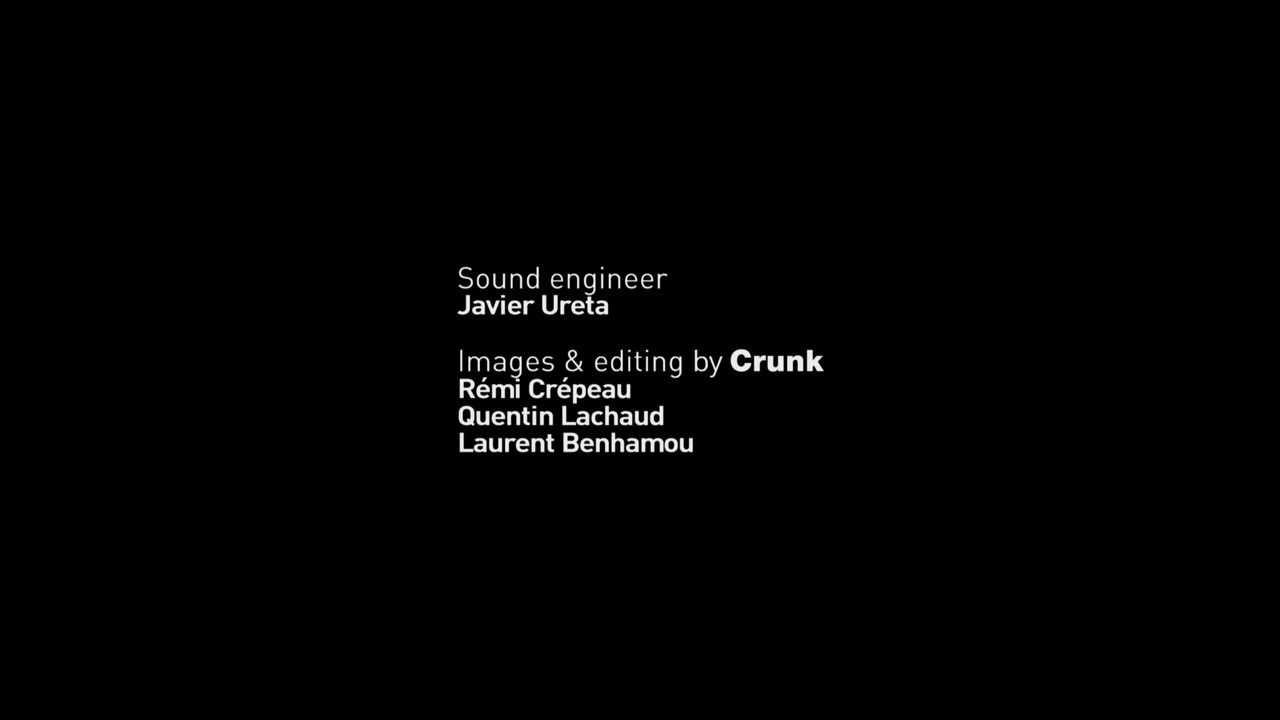 Sound engineer
Javier Ureta
Images & editing by Crunk
Rémi Crépeau
Quentin Lachaud
Laurent Benhamou